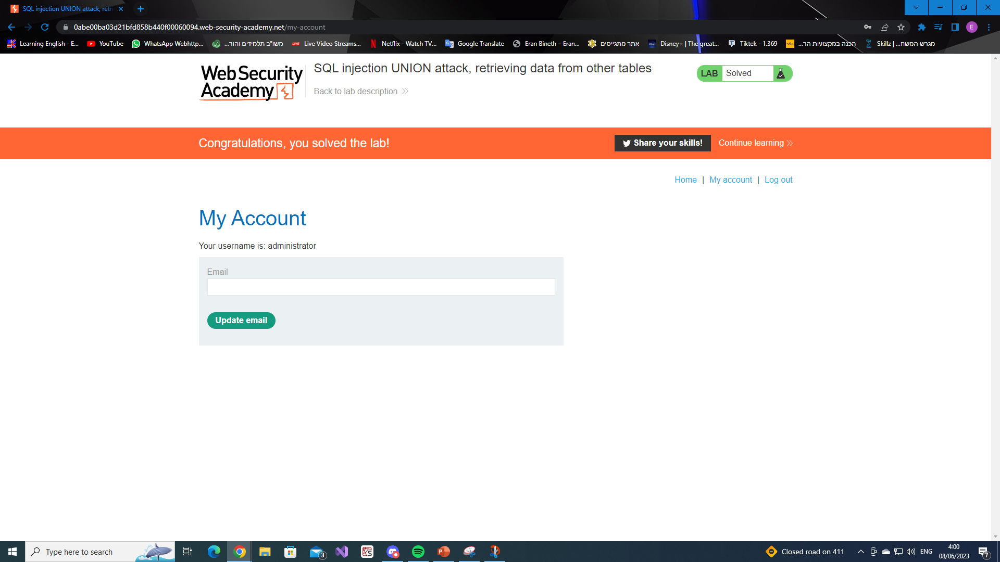 SQL injection UNION attack, retri
0abe00ba03d21bfd858b440f00060094.web-security-academy.net/my-account
E
Learning English - E...
YouTube
WhatsApp Webhttp...
משו"ב תלמידים והור...
LIVE
Live Video Streams...
Netflix - Watch TV...
Google Translate
Eran Bineth – Eran...
אתר מתגייסים
Disney+ | The great...
Tiktek - 1.369
הכנה במקצועות הר...
Skillz | מגרש המשח...
Web Security
Academy
SQL injection UNION attack, retrieving data from other tables
Back to lab description
LAB Solved
Congratulations, you solved the lab!
Share your skills!
Continue learning
Home | My account | Log out
My Account
Your username is: administrator
Email
Update email
Type here to search
3
Closed road on 411
ENG
4:00
08/06/2023
7